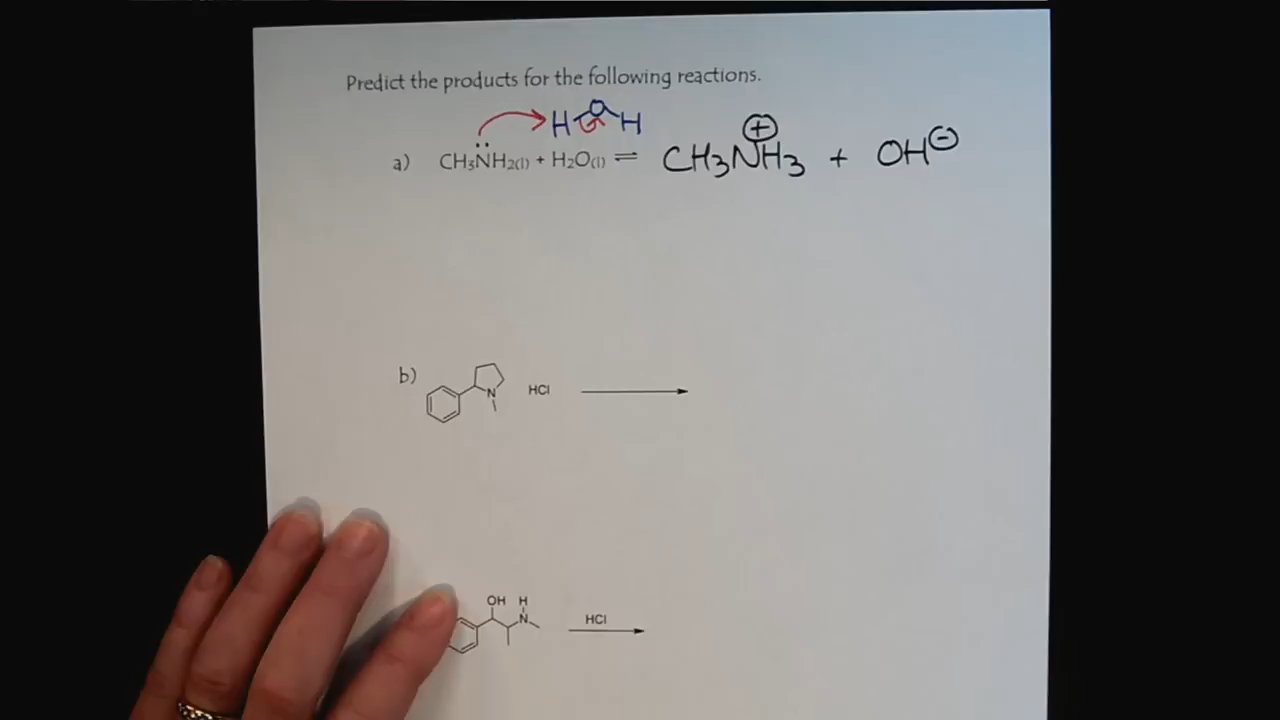 Predict the products for the following reactions.
H O H
a) CH3NH2(l) + H2O(l) ⇌ CH3NH3⊕ + OH⊖
b) N HCl
OH H
N HCl